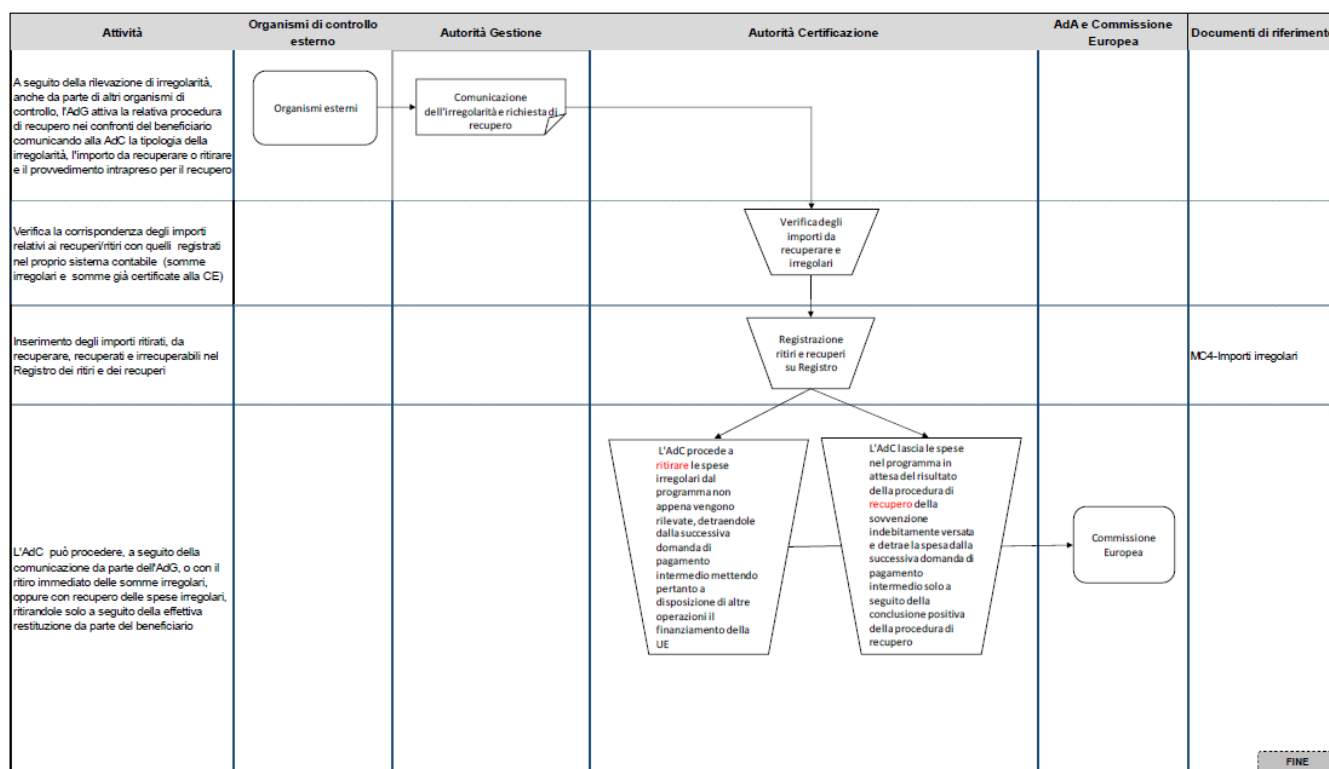 Attività
Organismi di controllo
esterno
Autorità Gestione
Autorità Certificazione
AdA e Commissione
Europea
Documenti di riferimento
A seguito della rilevazione di irregolarità,
anche da parte di altri organismi di
controllo, l'AdG attiva la relativa procedura
di recupero nei confronti del beneficiario
comunicando alla AdC la tipologia della
irregolarità, l'importo da recuperare o ritirare
e il provvedimento intrapreso per il recupero
Organismi esterni
Comunicazione
dell'irregolarità e richiesta di
recupero
Verifica la corrispondenza degli importi
relativi ai recuperi/ritiri con quelli registrati
nel proprio sistema contabile (somme
irregolari e somme già certificate alla CE)
Verifica degli
importi da
recuperare e
irregolari
Inserimento degli importi ritirati, da
recuperare, recuperati e irrecuperabili nel
Registro dei ritiri e dei recuperi
Registrazione
ritiri e recuperi
su Registro
MC4-Importi irregolari
L'AdC può procedere, a seguito della
comunicazione da parte dell'AdG, o con il
ritiro immediato delle somme irregolari,
oppure con recupero delle spese irregolari,
ritirandole solo a seguito della effettiva
restituzione da parte del beneficiario
L'AdC procede a
ritirare le spese
irregolari dal
programma non
appena vengono
rilevate, detraendole
dalla successiva
domanda di
pagamento
intermedio mettendo
pertanto a
disposizione di altre
operazioni il
finanziamento della
UE
L'AdC lascia le spese
nel programma in
attesa del risultato
della procedura di
recupero della
sovvenzione
indebitamente versata
e detrae la spesa dalla
successiva domanda di
pagamento
intermedio solo a
seguito della
conclusione positiva
della procedura di
recupero
Commissione
Europea
FINE